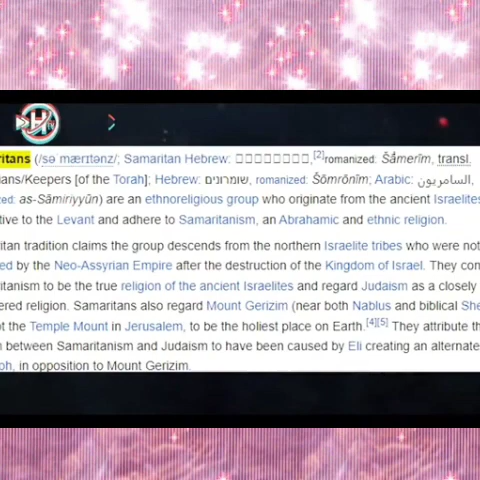 H TV
ritans (/səˈmærɪtənz/; Samaritan Hebrew: [2] romanized: Šā̊merīm, transl.
ians/Keepers [of the Torah]; Hebrew: שומרונים, romanized: Šōmrōnīm; Arabic: السامريون,
ed: as-Sāmiriyyūn) are an ethnoreligious group who originate from the ancient Israelites
tive to the Levant and adhere to Samaritanism, an Abrahamic and ethnic religion.
itan tradition claims the group descends from the northern Israelite tribes who were not
ed by the Neo-Assyrian Empire after the destruction of the Kingdom of Israel. They con
ritanism to be the true religion of the ancient Israelites and regard Judaism as a closely
ered religion. Samaritans also regard Mount Gerizim (near both Nablus and biblical She
ot the Temple Mount in Jerusalem, to be the holiest place on Earth.[4][5] They attribute th
n between Samaritanism and Judaism to have been caused by Eli creating an alternate
oh, in opposition to Mount Gerizim.